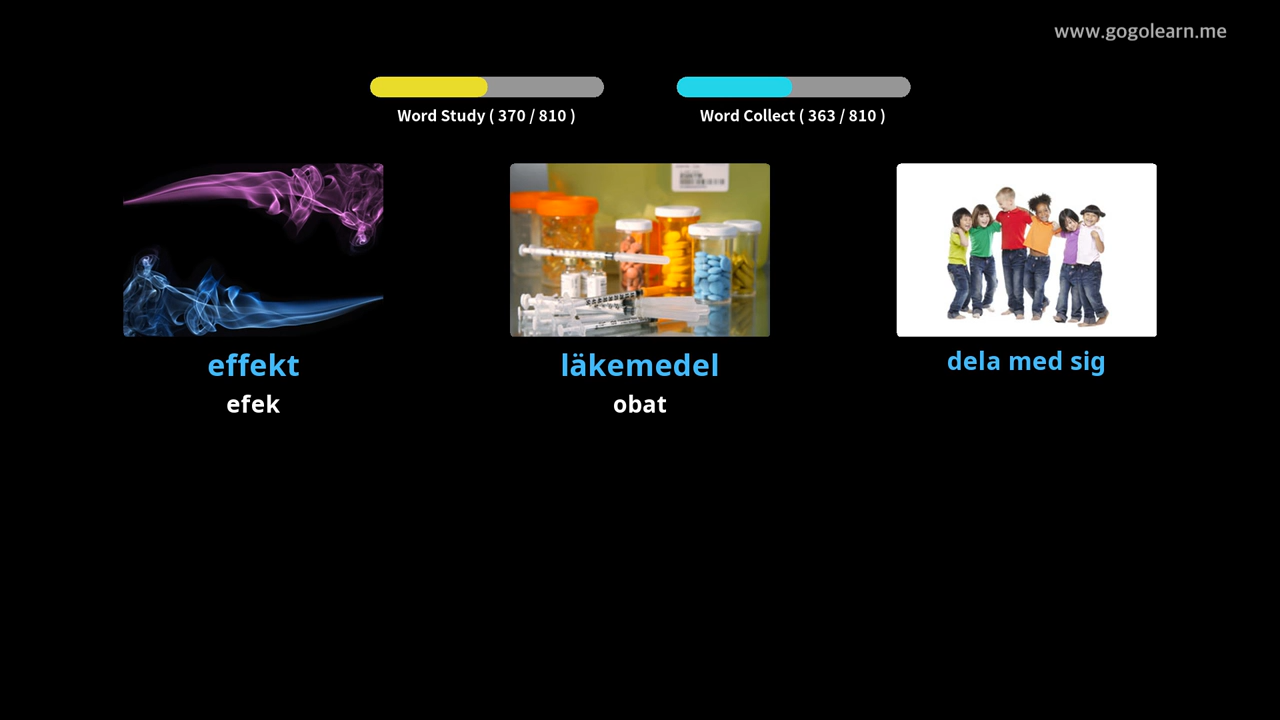 www.gogolearn.me
Word Study ( 370 / 810 )
Word Collect ( 363 / 810 )
effekt
efek
läkemedel
obat
dela med sig